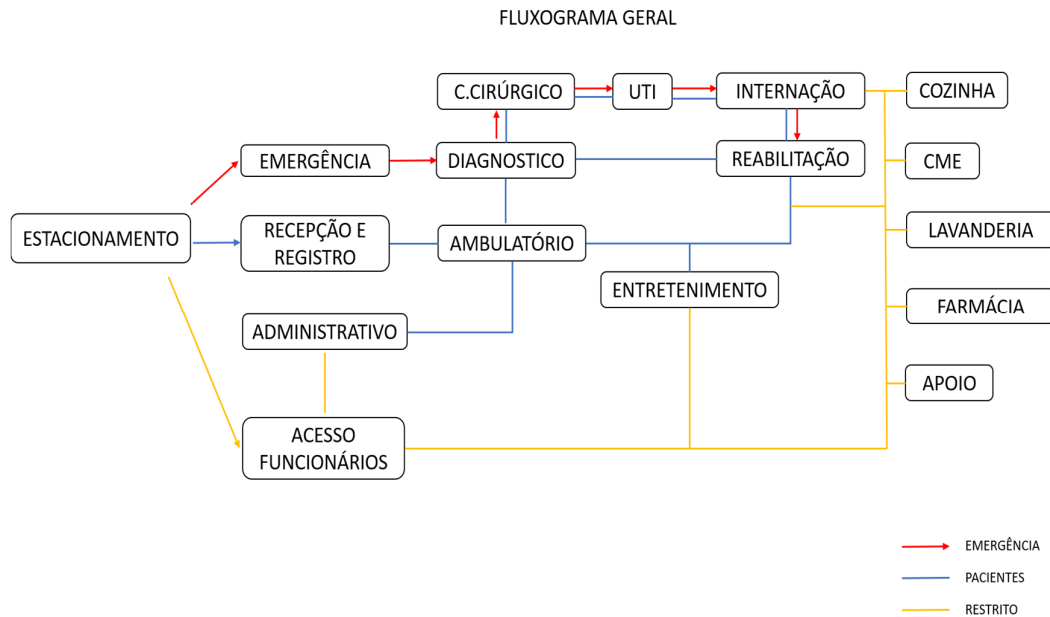 FLUXOGRAMA GERAL
C.CIRÚRGICO
UTI
INTERNAÇÃO
COZINHA
EMERGÊNCIA
DIAGNOSTICO
REABILITAÇÃO
CME
ESTACIONAMENTO
RECEPÇÃO E
REGISTRO
AMBULATÓRIO
LAVANDERIA
ENTRETENIMENTO
FARMÁCIA
ADMINISTRATIVO
APOIO
ACESSO
FUNCIONÁRIOS
EMERGÊNCIA
PACIENTES
RESTRITO